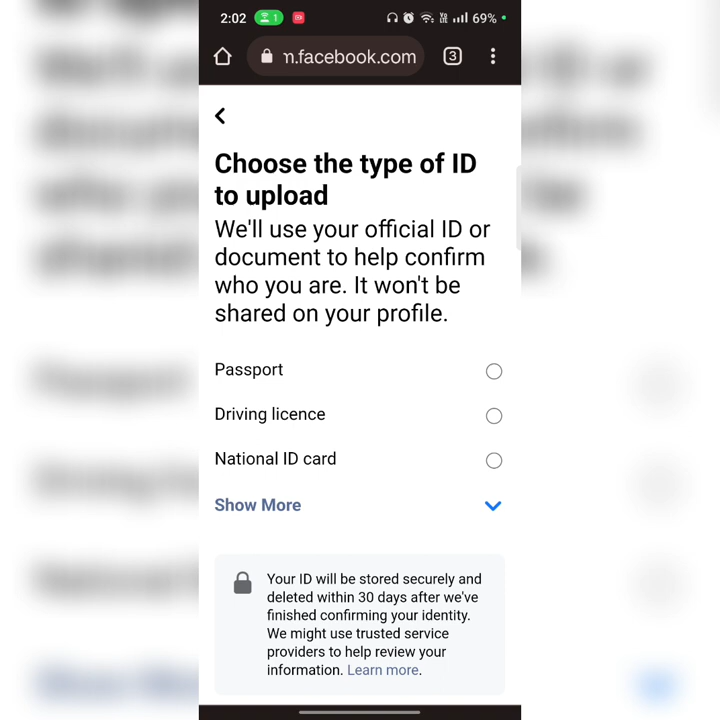 2:02 1 69%
m.facebook.com 3
Choose the type of ID
to upload
We'll use your official ID or
document to help confirm
who you are. It won't be
shared on your profile.
Passport
Driving licence
National ID card
Show More
Your ID will be stored securely and
deleted within 30 days after we've
finished confirming your identity.
We might use trusted service
providers to help review your
information. Learn more.